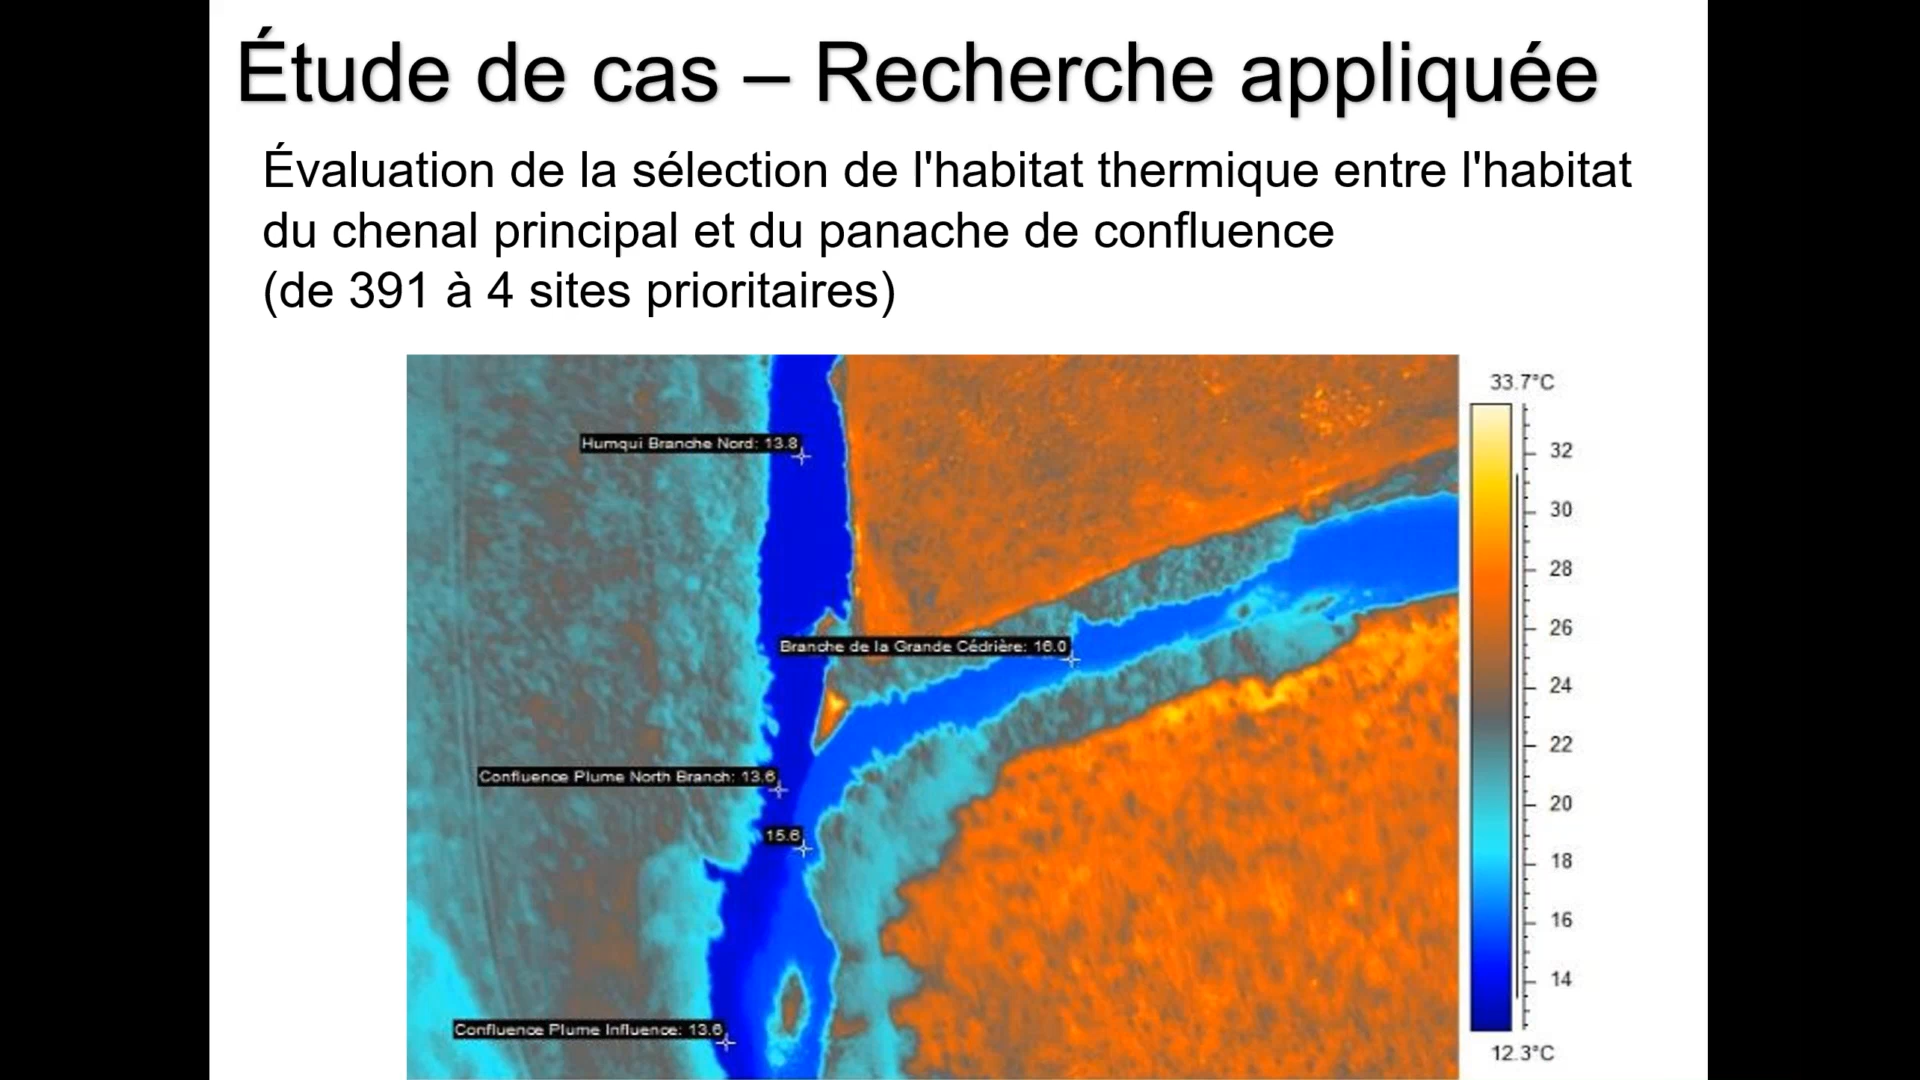 Étude de cas – Recherche appliquée
Évaluation de la sélection de l'habitat thermique entre l'habitat
du chenal principal et du panache de confluence
(de 391 à 4 sites prioritaires)
33.7°C
Humqui Branche Nord: 13.8
32
30
28
26
Branche de la Grande Cédrière: 16.0
24
22
Confluence Plume North Branch: 13.6
20
15.6
18
16
14
Confluence Plume Influence: 13.6
12.3°C